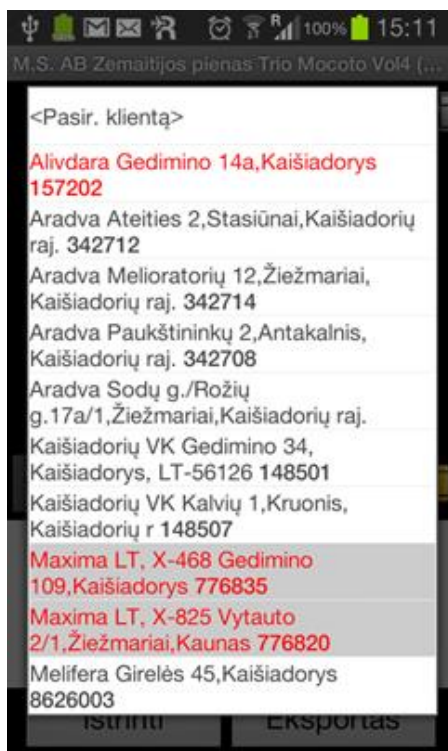 100% 15:11
M.S. AB Zemaitijos pienas Trio Mocoto Vol4 (...
<Pasir. klientą>
Alivdara Gedimino 14a,Kaišiadorys
157202
Aradva Ateities 2,Stasiūnai,Kaišiadorių
raj. 342712
Aradva Melioratorių 12,Žiežmariai,
Kaišiadorių raj. 342714
Aradva Paukštininkų 2,Antakalnis,
Kaišiadorių raj. 342708
Aradva Sodų g./Rožių
g.17a/1,Žiežmariai,Kaišiadorių raj.
Kaišiadorių VK Gedimino 34,
Kaišiadorys, LT-56126 148501
Kaišiadorių VK Kalvių 1,Kruonis,
Kaišiadorių r 148507
Maxima LT, X-468 Gedimino
109,Kaišiadorys 776835
Maxima LT, X-825 Vytauto
2/1,Žiežmariai,Kaunas 776820
Melifera Girelės 45,Kaišiadorys
8626003
Ištrinti Eksportas